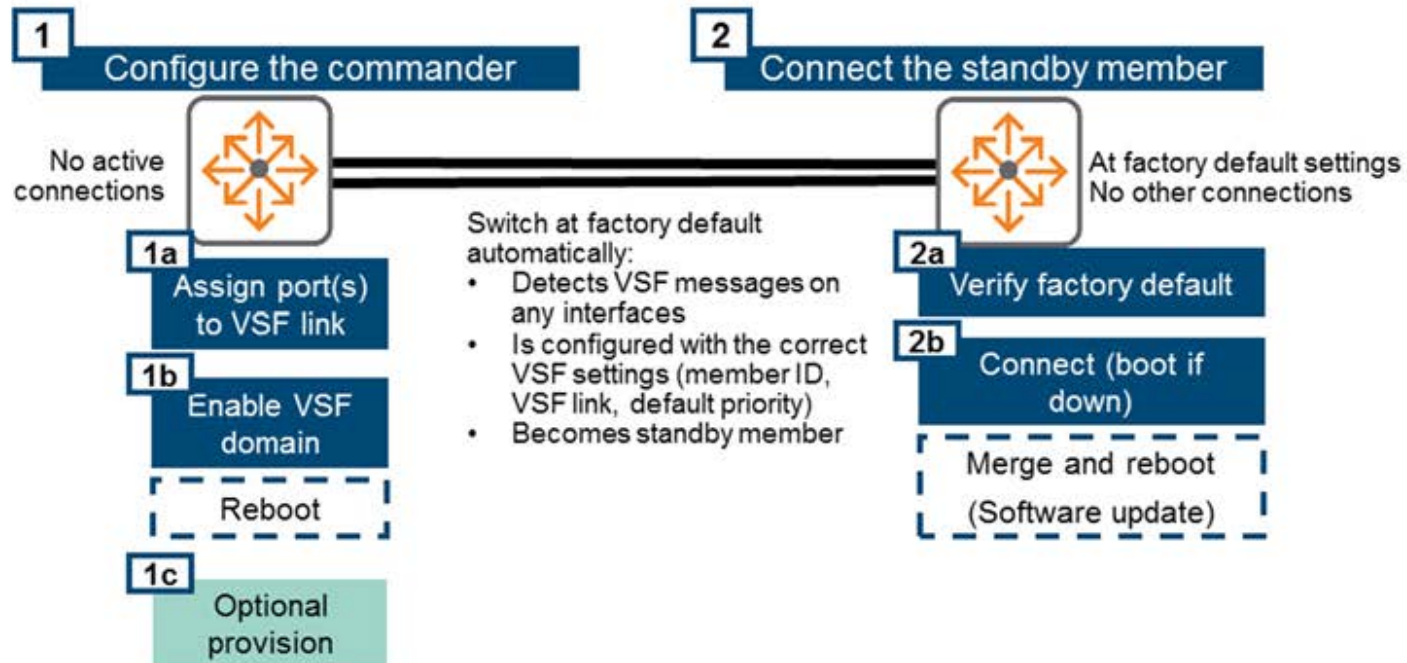 1
Configure the commander
No active
connections
1a
Assign port(s)
to VSF link
1b
Enable VSF
domain
Reboot
1c
Optional
provision
Switch at factory default
automatically:
• Detects VSF messages on
any interfaces
• Is configured with the correct
VSF settings (member ID,
VSF link, default priority)
• Becomes standby member
2
Connect the standby member
At factory default settings
No other connections
2a
Verify factory default
2b
Connect (boot if
down)
Merge and reboot
(Software update)